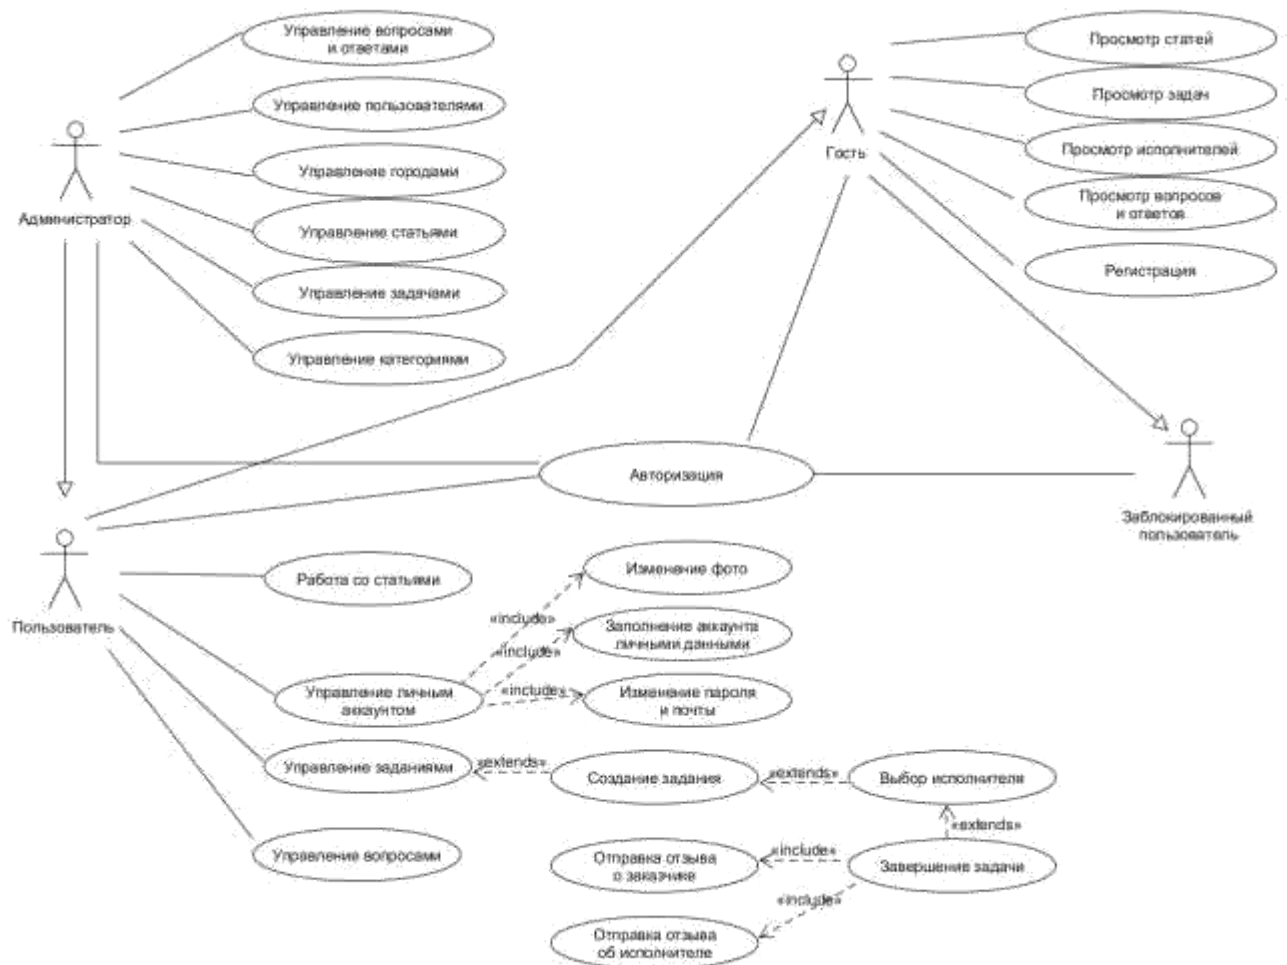 Управление вопросами
и ответами
Управление пользователями
Управление городами
Управление статьями
Управление задачами
Управление категориями
Администратор
Просмотр статей
Просмотр задач
Просмотр исполнителей
Просмотр вопросов
и ответов
Регистрация
Гость
Авторизация
Заблокированный
пользователь
Пользователь
Работа со статьями
Изменение фото
«include»
Заполнение аккаунта
личными данными
«include»
Управление личным
аккаунтом
«include»
Изменение пароля
и почты
Управление заданиями
«extends»
Создание задания
«extends»
Выбор исполнителя
«extends»
Управление вопросами
Отправка отзыва
о заказчике
«include»
Завершение задачи
«include»
Отправка отзыва
об исполнителе